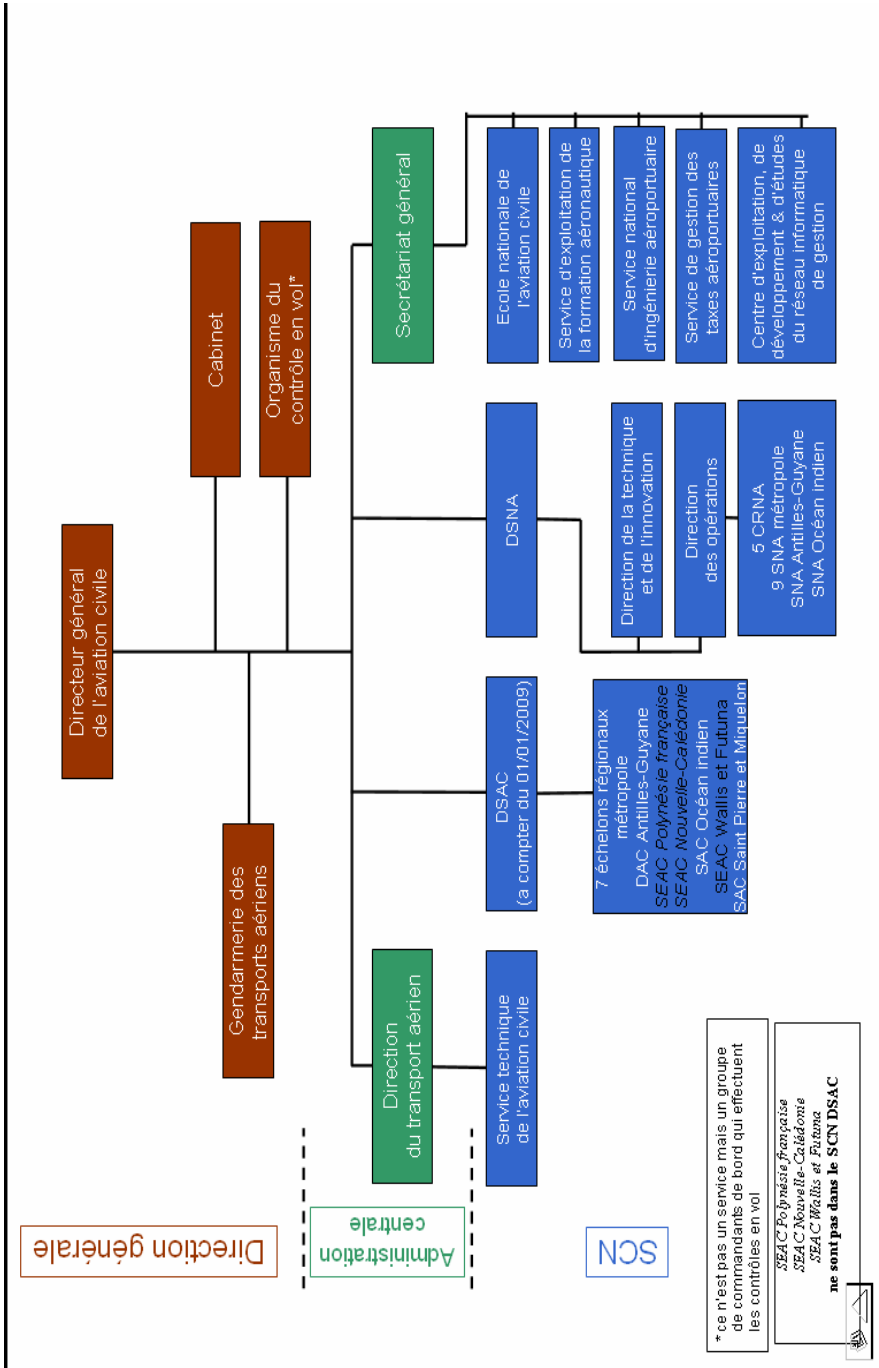 Directeur général
de l'aviation civile
Cabinet
Organisme du
contrôle en vol*
Gendarmerie des
transports aériens
Direction générale
Administration
centrale
SCN
Direction
du transport aérien
Secrétariat général
Service technique
de l'aviation civile
DSAC
(a compter du 01/01/2009)
7 échelons régionaux
métropole
DAC Antilles-Guyane
SEAC Polynésie française
SEAC Nouvelle-Calédonie
SAC Océan indien
SEAC Wallis et Futuna
SAC Saint Pierre et Miquelon
DSNA
Direction de la technique
et de l'innovation
Direction
des opérations
5 CRNA
9 SNA métropole
SNA Antilles-Guyane
SNA Océan indien
Ecole nationale de
l'aviation civile
Service d'exploitation de
la formation aéronautique
Service national
d'ingénierie aéroportuaire
Service de gestion des
taxes aéroportuaires
Centre d'exploitation, de
développement & d'études
du réseau informatique
de gestion
*ce n'est pas un service mais un groupe
de commandants de bord qui effectuent
les contrôles en vol
SEAC Polynésie française
SEAC Nouvelle-Calédonie
SEAC Wallis et Futuna
ne sont pas dans le SCN DSAC